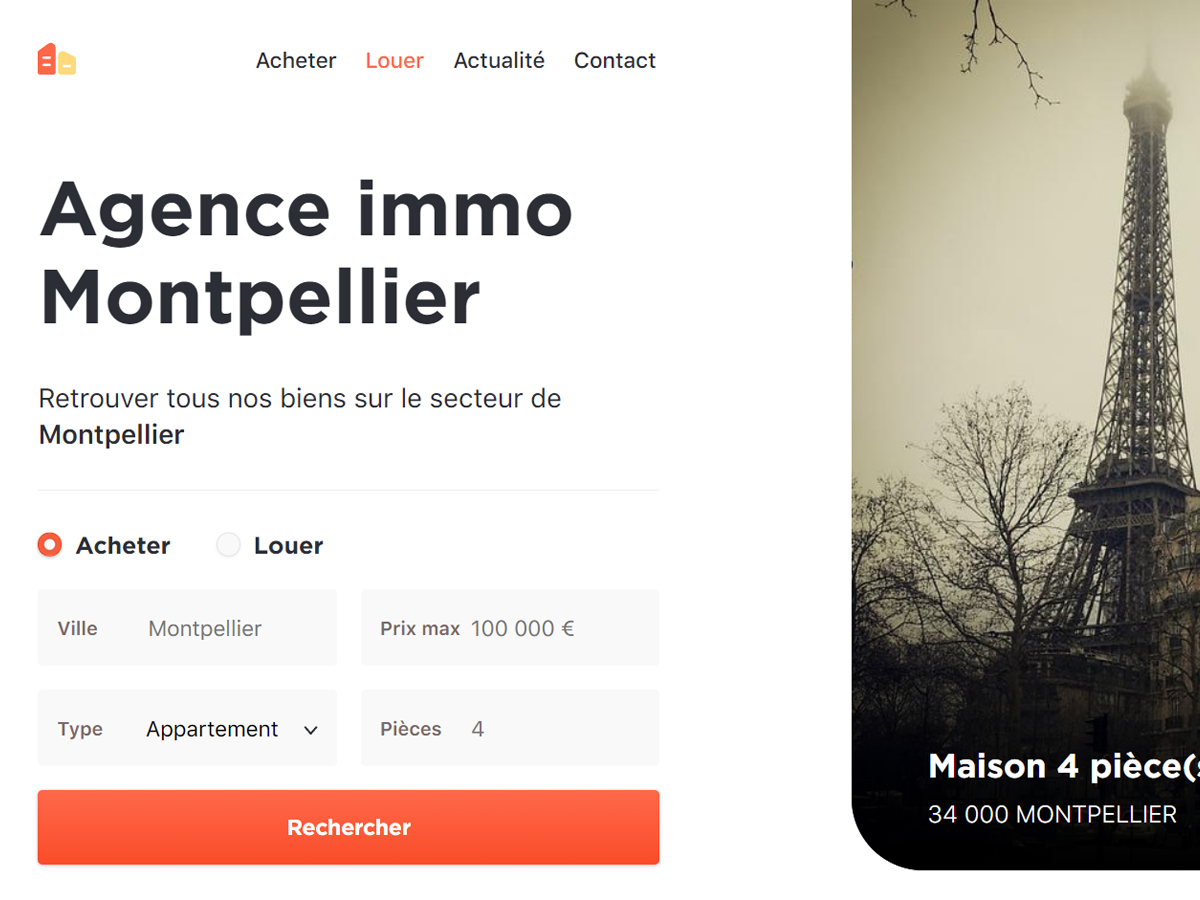 Acheter Louer Actualité Contact
Agence immo
Montpellier
Retrouver tous nos biens sur le secteur de
Montpellier
Acheter Louer
Ville Montpellier Prix max 100 000 €
Type Appartement Pièces 4
Rechercher
Maison 4 pièce(
34 000 MONTPELLIER